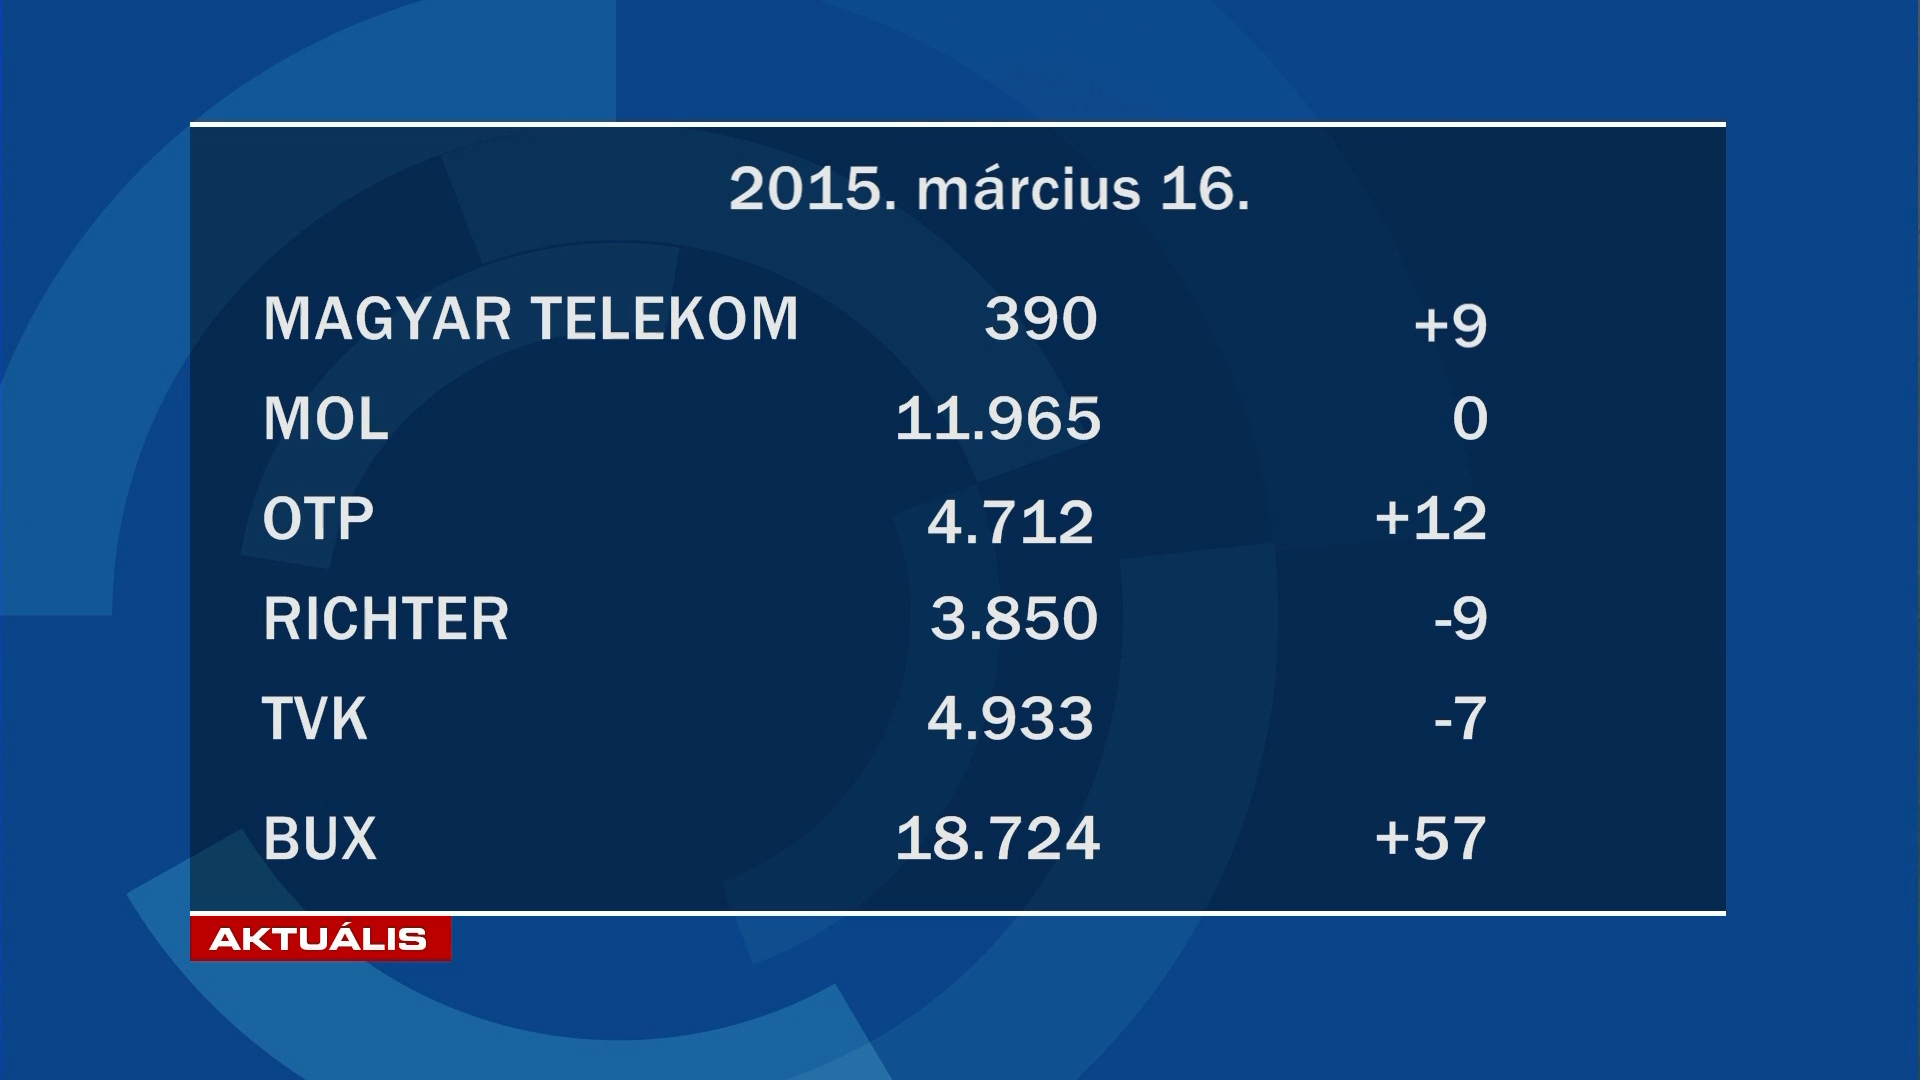 2015. március 16.
MAGYAR TELEKOM 390 +9
MOL 11.965 0
OTP 4.712 +12
RICHTER 3.850 -9
TVK 4.933 -7
BUX 18.724 +57
AKTUÁLIS